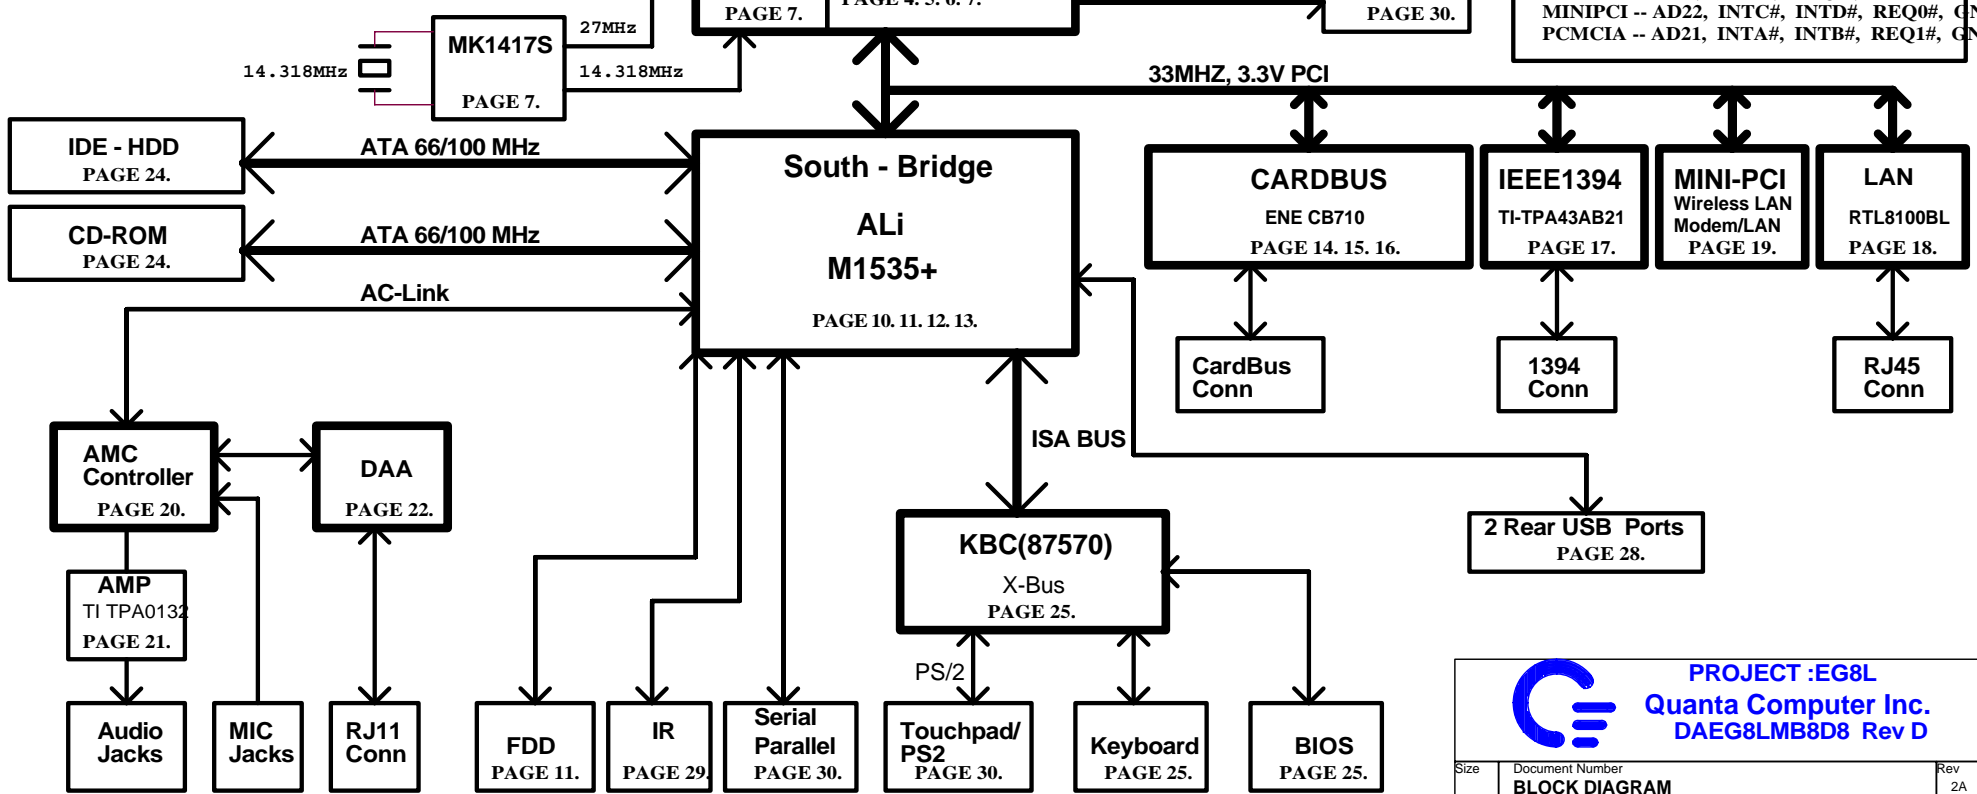 PAGE 7.
PAGE 4. 5. 6. 7.
PAGE 30.
MINIPCI -- AD22, INTC#, INTD#, REQ0#,
PCMCIA -- AD21, INTA#, INTB#, REQ1#,
27MHz
MK1417S
14.318MHz
14.318MHz
PAGE 7.
33MHZ, 3.3V PCI
IDE - HDD
PAGE 24.
ATA 66/100 MHz
CD-ROM
PAGE 24.
ATA 66/100 MHz
AC-Link
South - Bridge
ALi
M1535+
PAGE 10. 11. 12. 13.
CARDBUS
ENE CB710
PAGE 14. 15. 16.
IEEE1394
TI-TPA43AB21
PAGE 17.
MINI-PCI
Wireless LAN
Modem/LAN
PAGE 19.
LAN
RTL8100BL
PAGE 18.
CardBus
Conn
1394
Conn
RJ45
Conn
ISA BUS
AMC
Controller
PAGE 20.
DAA
PAGE 22.
KBC(87570)
X-Bus
PAGE 25.
2 Rear USB Ports
PAGE 28.
AMP
TI TPA0132
PAGE 21.
PS/2
Audio
Jacks
MIC
Jacks
RJ11
Conn
FDD
PAGE 11.
IR
PAGE 29.
Serial
Parallel
PAGE 30.
Touchpad/
PS2
PAGE 30.
Keyboard
PAGE 25.
BIOS
PAGE 25.
PROJECT :EG8L
Quanta Computer Inc.
DAEG8LMB8D8 Rev D
Size
Document Number
Rev
BLOCK DIAGRAM
2A